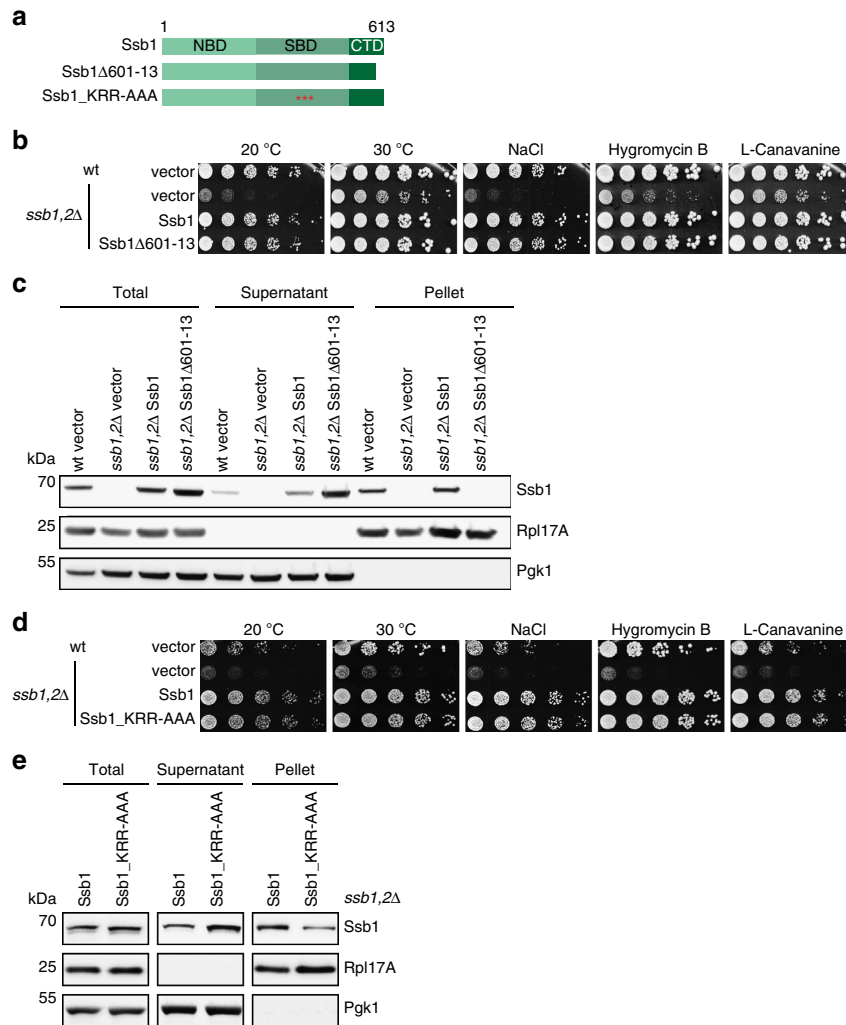 a
1 613
Ssb1 NBD SBD CTD
Ssb1Δ601-13
Ssb1_KRR-AAA ***
b
20 °C 30 °C NaCl Hygromycin B L-Canavanine
wt vector
vector
ssb1,2Δ Ssb1
Ssb1Δ601-13
c
Total Supernatant Pellet
wt vector ssb1,2Δ vector ssb1,2Δ Ssb1 ssb1,2Δ Ssb1Δ601-13 wt vector ssb1,2Δ vector ssb1,2Δ Ssb1 ssb1,2Δ Ssb1Δ601-13 wt vector ssb1,2Δ vector ssb1,2Δ Ssb1 ssb1,2Δ Ssb1Δ601-13
kDa
70 Ssb1
25 Rpl17A
55 Pgk1
d
20 °C 30 °C NaCl Hygromycin B L-Canavanine
wt vector
vector
ssb1,2Δ Ssb1
Ssb1_KRR-AAA
e
Total Supernatant Pellet
Ssb1 Ssb1_KRR-AAA Ssb1 Ssb1_KRR-AAA Ssb1 Ssb1_KRR-AAA
kDa ssb1,2Δ
70 Ssb1
25 Rpl17A
55 Pgk1